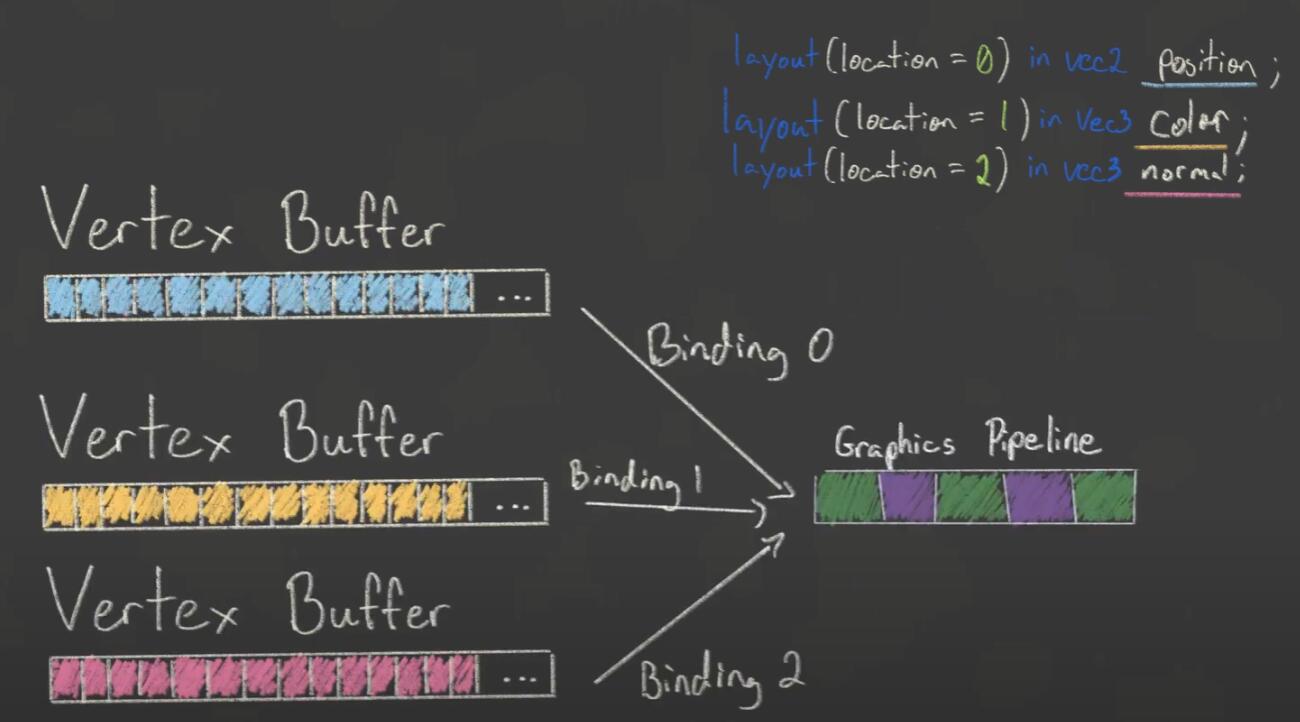 layout (location = 0) in vec2 position;
layout (location = 1) in vec3 color;
layout (location = 2) in vec3 normal;
Vertex Buffer
...
Binding 0
Vertex Buffer
...
Binding 1
Graphics Pipeline
Vertex Buffer
...
Binding 2